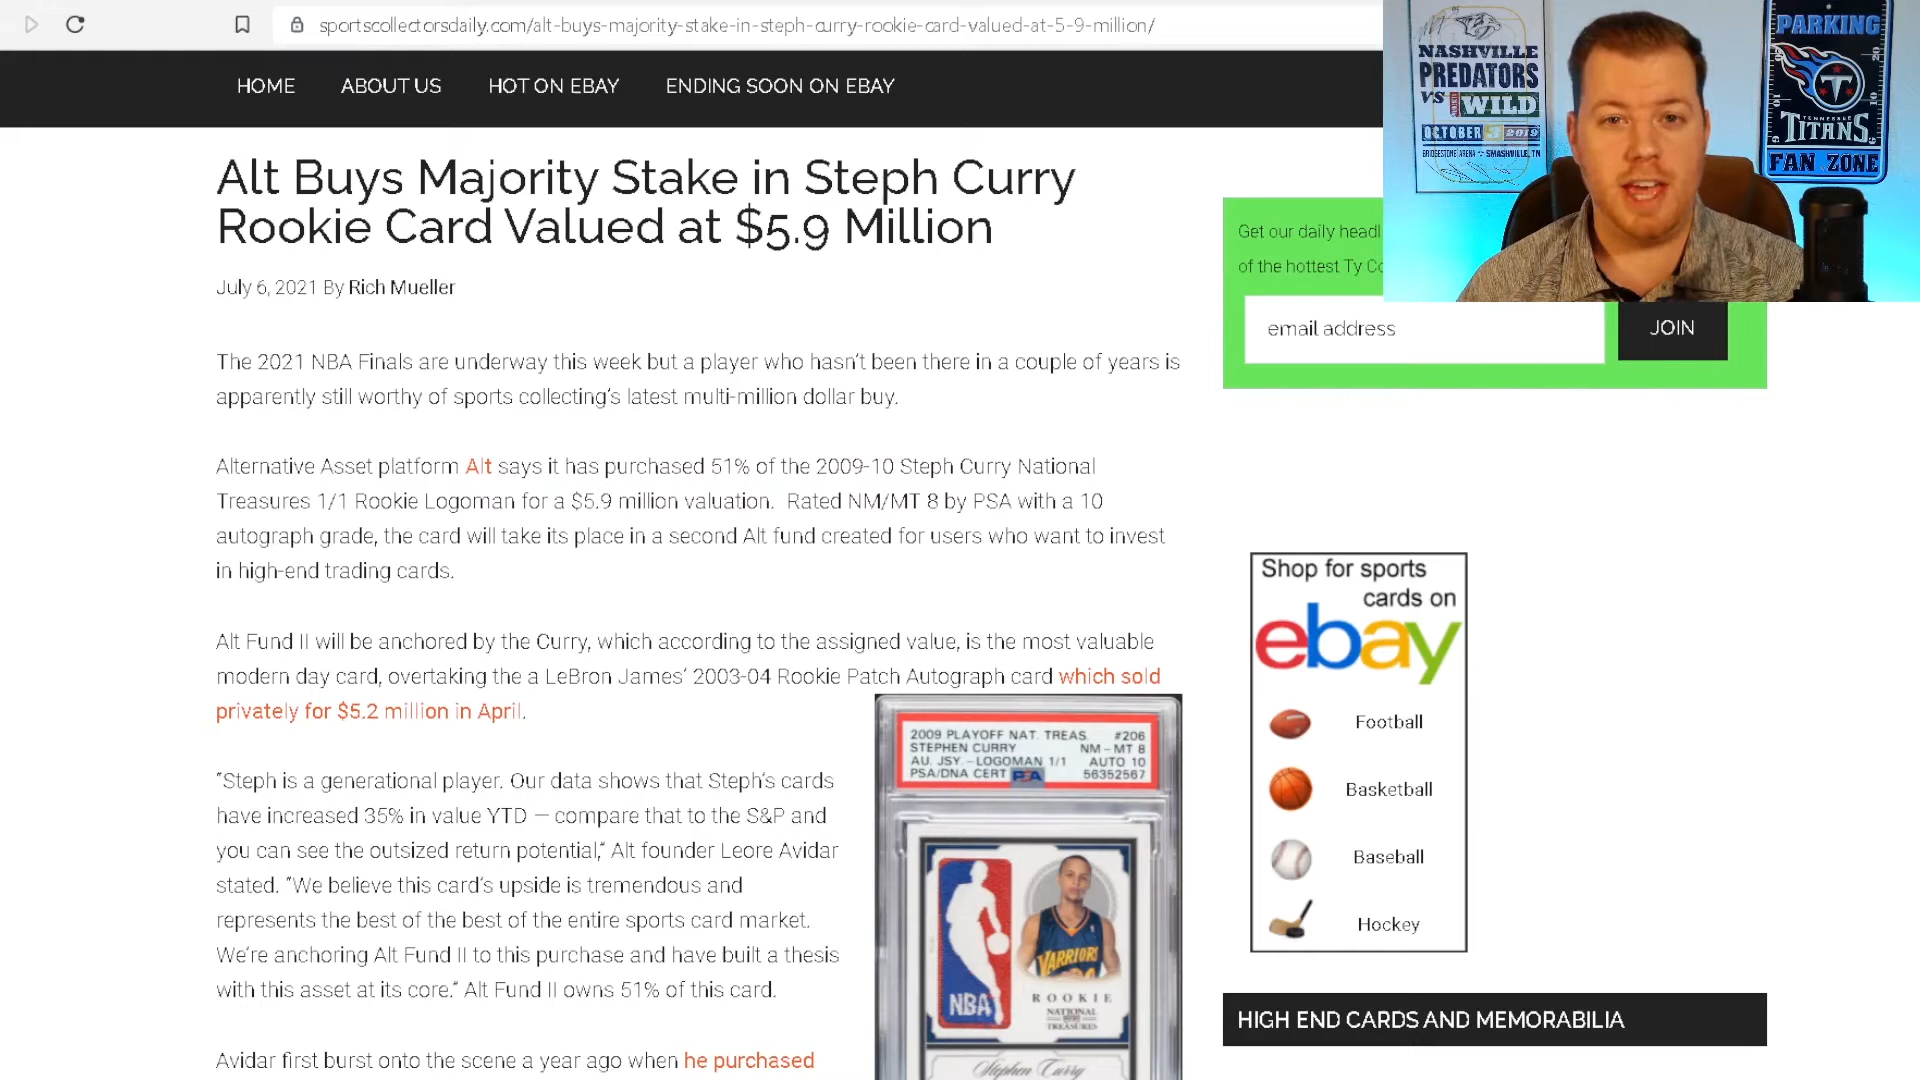 sportscollectorsdaily.com/alt-buys-majority-stake-in-steph-curry-rookie-card-valued-at-5-9-million/
HOME ABOUT US HOT ON EBAY ENDING SOON ON EBAY
Alt Buys Majority Stake in Steph Curry
Rookie Card Valued at $5.9 Million
July 6, 2021 By Rich Mueller
The 2021 NBA Finals are underway this week but a player who hasn't been there in a couple of years is
apparently still worthy of sports collecting's latest multi-million dollar buy.
Alternative Asset platform Alt says it has purchased 51% of the 2009-10 Steph Curry National
Treasures 1/1 Rookie Logoman for a $5.9 million valuation. Rated NM/MT 8 by PSA with a 10
autograph grade, the card will take its place in a second Alt fund created for users who want to invest
in high-end trading cards.
Alt Fund II will be anchored by the Curry, which according to the assigned value, is the most valuable
modern day card, overtaking the a LeBron James' 2003-04 Rookie Patch Autograph card which sold
privately for $5.2 million in April.
"Steph is a generational player. Our data shows that Steph's cards
have increased 35% in value YTD — compare that to the S&P and
you can see the outsized return potential," Alt founder Leore Avidar
stated. "We believe this card's upside is tremendous and
represents the best of the best of the entire sports card market.
We're anchoring Alt Fund II to this purchase and have built a thesis
with this asset at its core." Alt Fund II owns 51% of this card.
Avidar first burst onto the scene a year ago when he purchased
2009 PLAYOFF NAT. TREAS. #206
STEPHEN CURRY NM - MT 8
AU. JSY. - LOGOMAN 1/1 AUTO 10
PSA/DNA CERT PSA 56352567
NBA
WARRIORS
ROOKIE
NATIONAL
TREASURES
Stephen Curry
NASHVILLE
PREDATORS
VS WILD
OCTOBER 3 2019
BRIDGESTONE ARENA SMASHVILLE, TN
PARKING
T
TENNESSEE
TITANS
FAN ZONE
Get our daily headl
of the hottest Ty Co
email address JOIN
Shop for sports
cards on
ebay
Football
Basketball
Baseball
Hockey
HIGH END CARDS AND MEMORABILIA